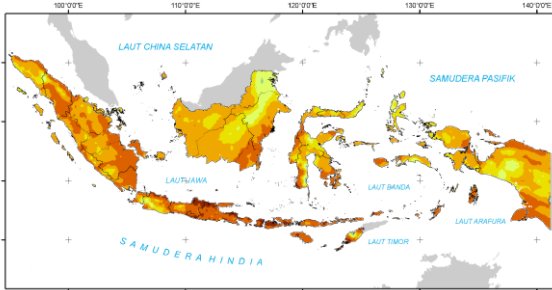 100°0'0"E 110°0'0"E 120°0'0"E 130°0'0"E 140°0'0"E
LAUT CHINA SELATAN
SAMUDERA PASIFIK
LAUT JAWA
LAUT BANDA
LAUT ARAFURA
LAUT TIMOR
SAMUDERA HINDIA